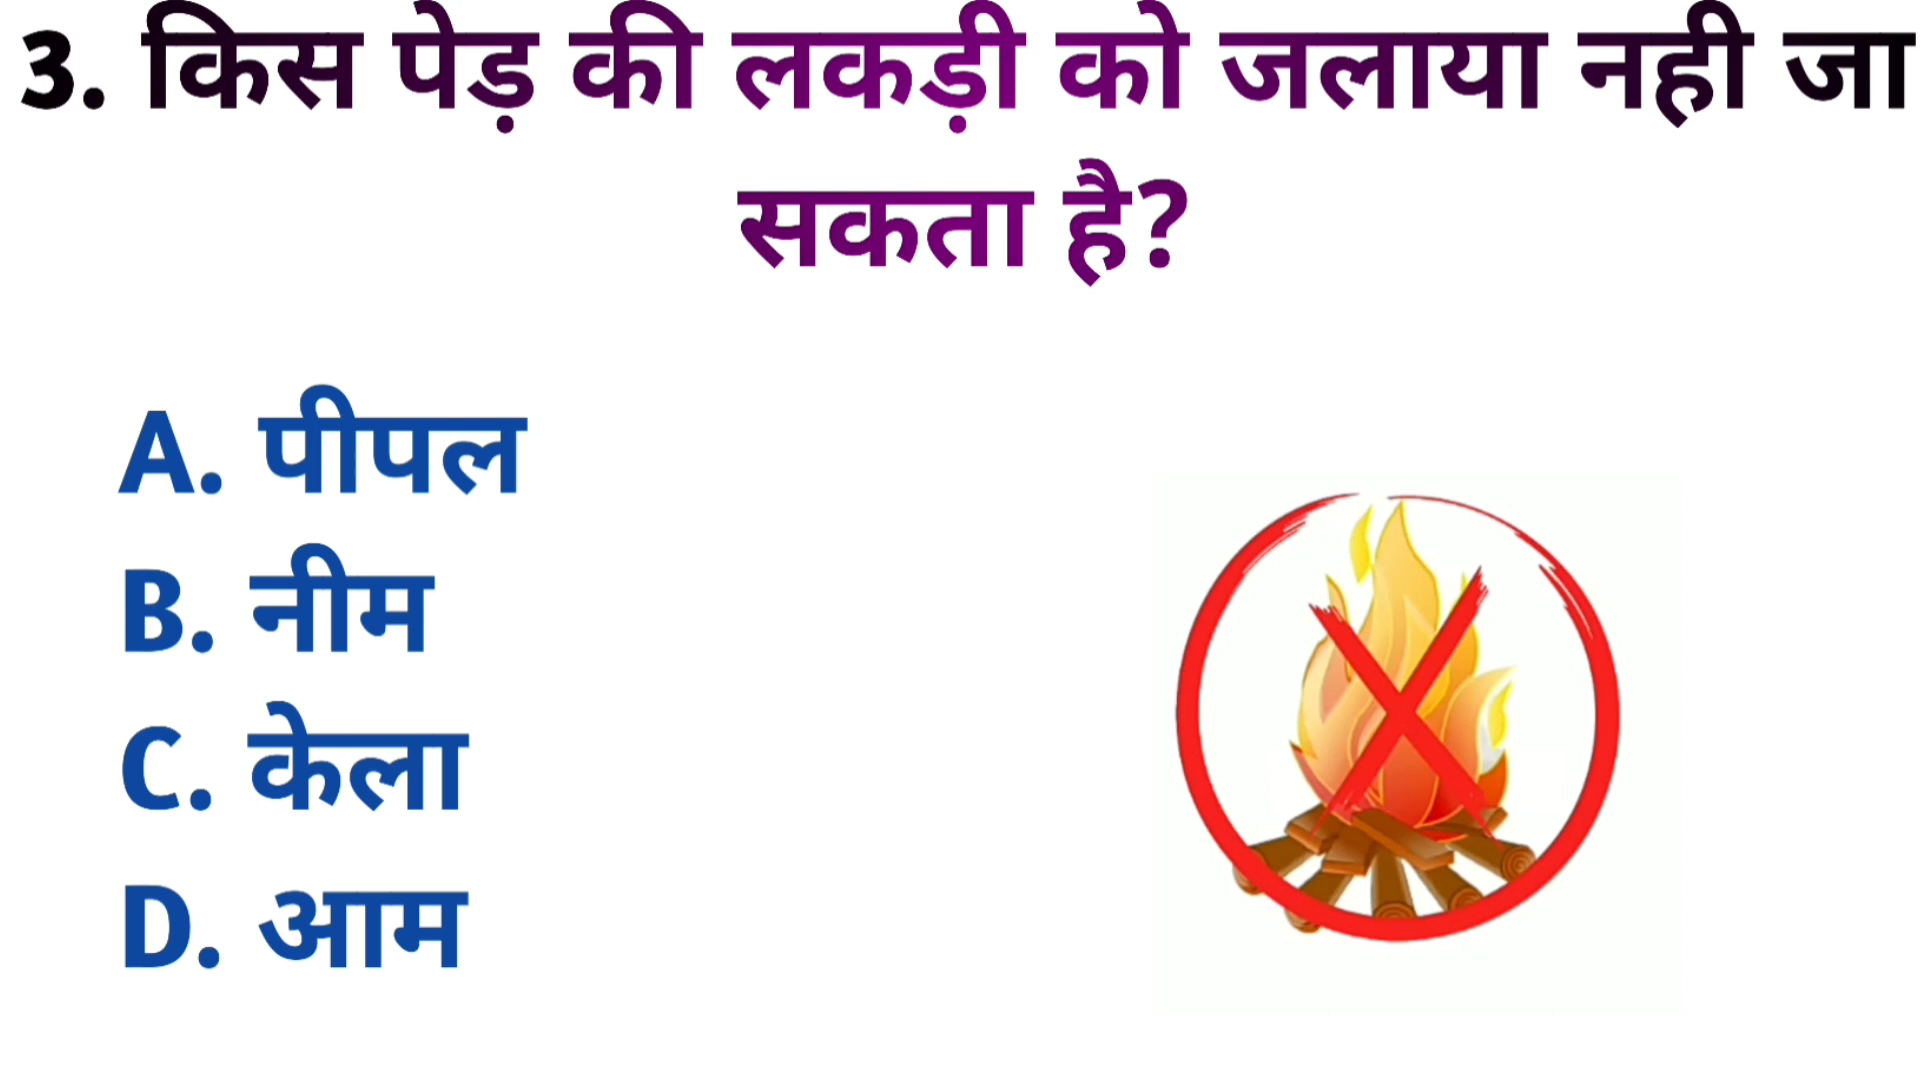 3. किस पेड़ की लकड़ी को जलाया नही जा
सकता है?
A. पीपल
B. नीम
C. केला
D. आम